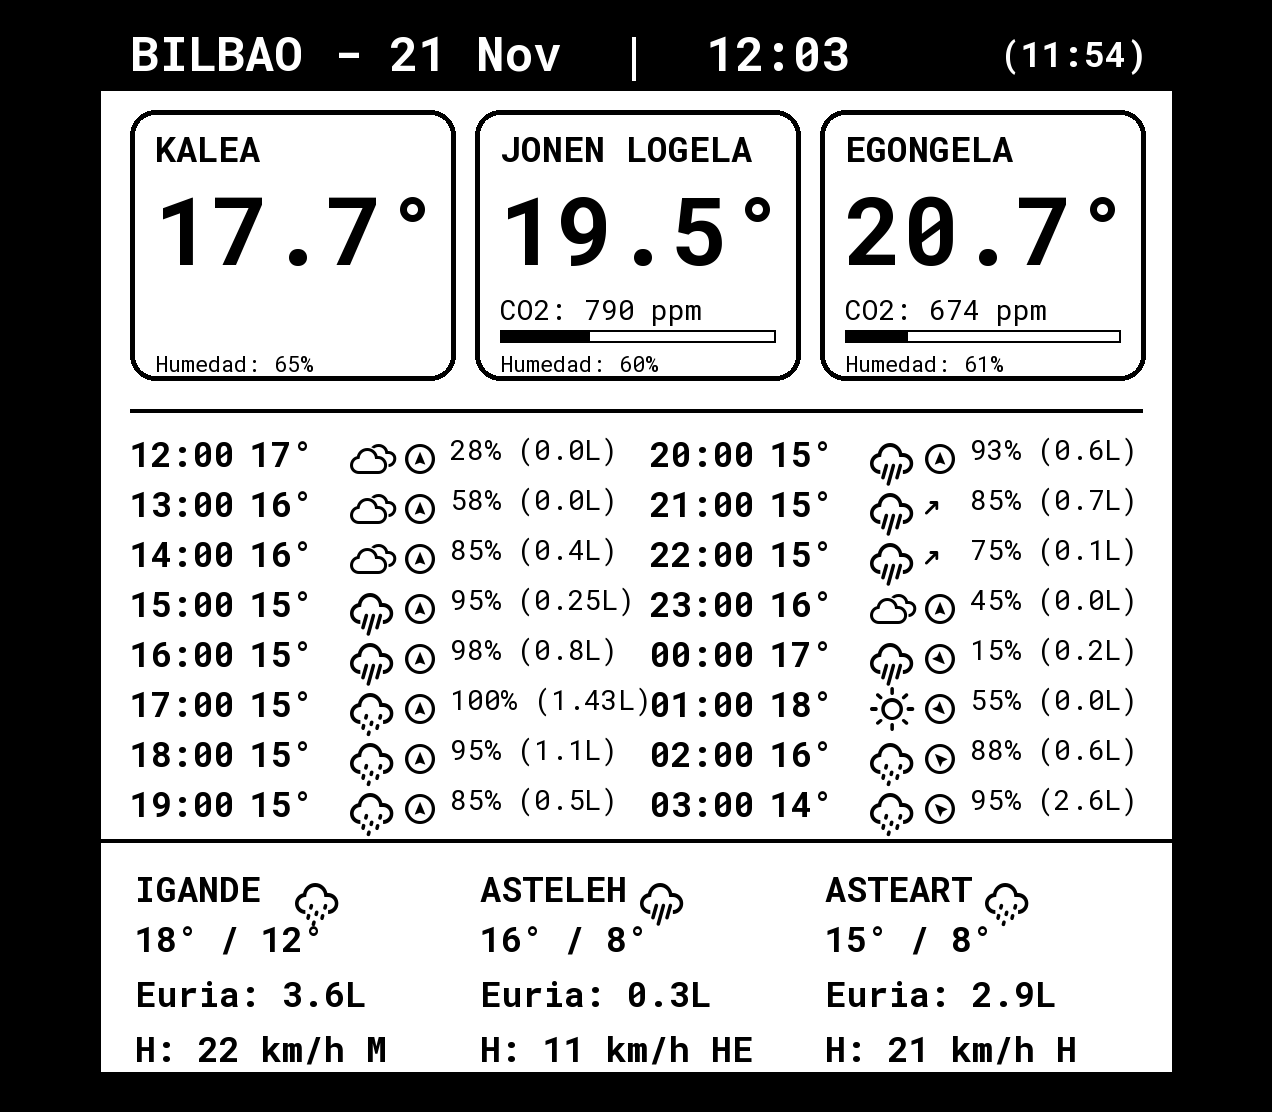 BILBAO - 21 Nov | 12:03 (11:54)
KALEA
17.7°
Humedad: 65%
JONEN LOGELA
19.5°
CO2: 790 ppm
Humedad: 60%
EGONGELA
20.7°
CO2: 674 ppm
Humedad: 61%
12:00 17° 28% (0.0L)
13:00 16° 58% (0.0L)
14:00 16° 85% (0.4L)
15:00 15° 95% (0.25L)
16:00 15° 98% (0.8L)
17:00 15° 100% (1.43L)
18:00 15° 95% (1.1L)
19:00 15° 85% (0.5L)
20:00 15° 93% (0.6L)
21:00 15° 85% (0.7L)
22:00 15° 75% (0.1L)
23:00 16° 45% (0.0L)
00:00 17° 15% (0.2L)
01:00 18° 55% (0.0L)
02:00 16° 88% (0.6L)
03:00 14° 95% (2.6L)
IGANDE
18° / 12°
Euria: 3.6L
H: 22 km/h M
ASTELEH
16° / 8°
Euria: 0.3L
H: 11 km/h HE
ASTEART
15° / 8°
Euria: 2.9L
H: 21 km/h H